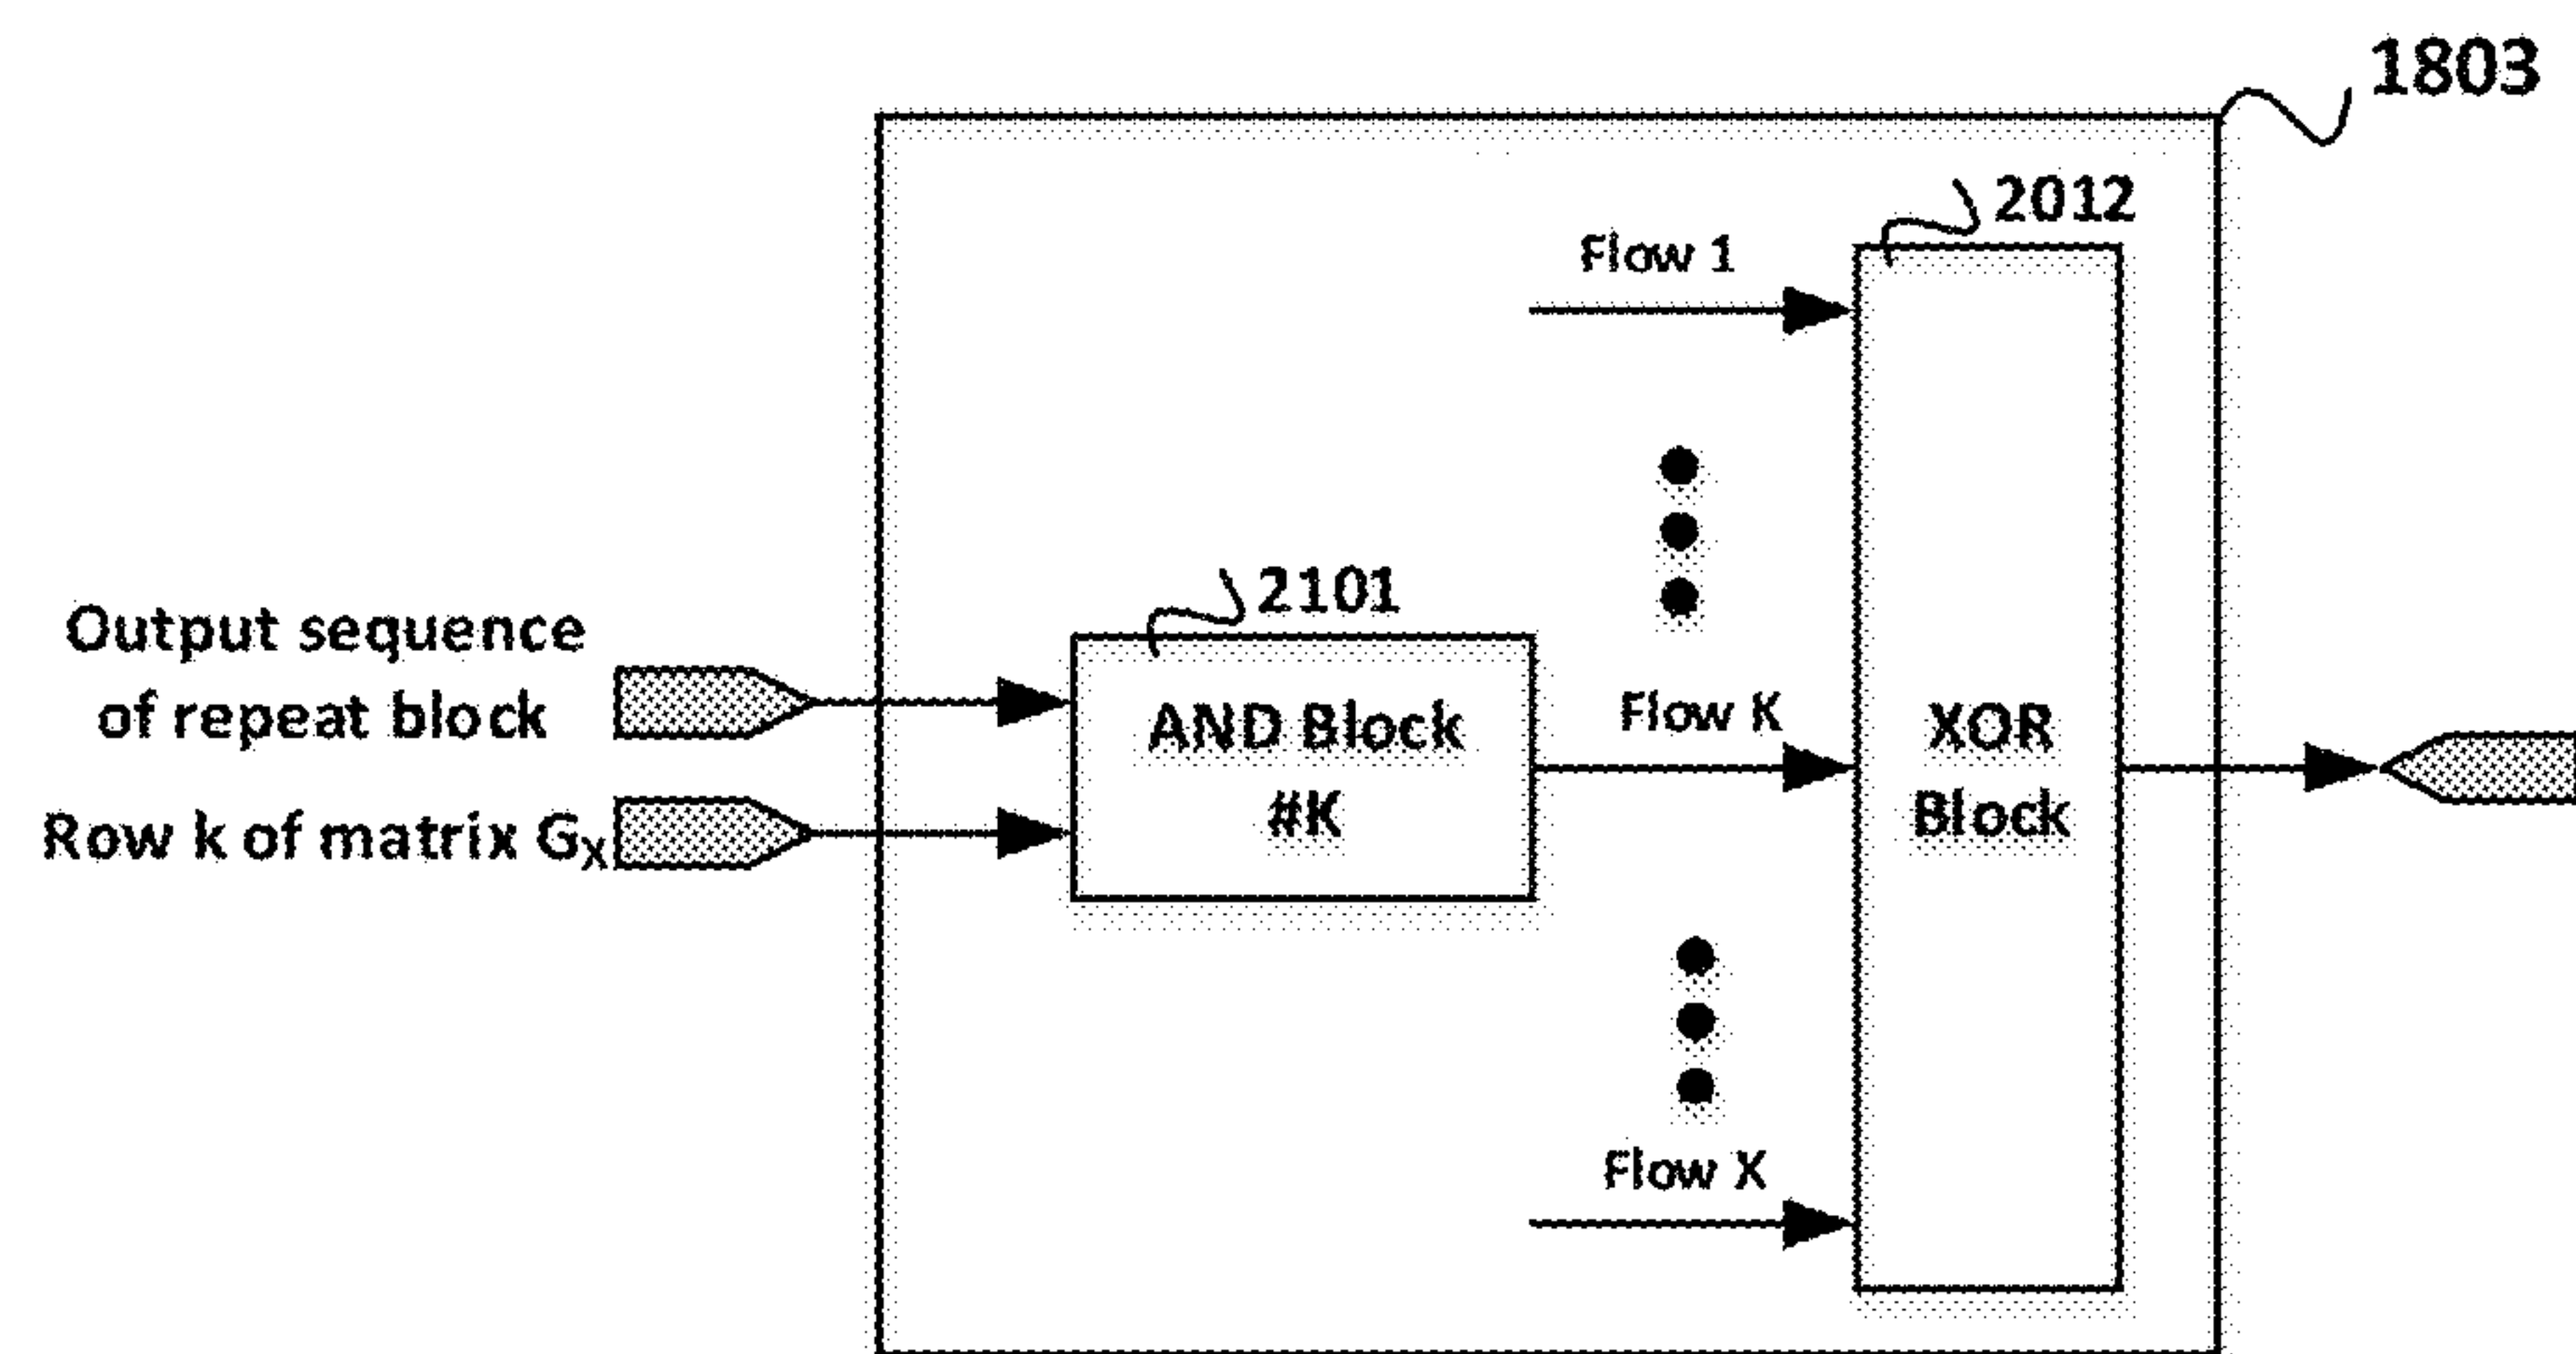 1803
2012
Flow 1
2101
Output sequence
of repeat block
AND Block
#K
Flow K
XOR
Block
Row k of matrix GX
Flow X